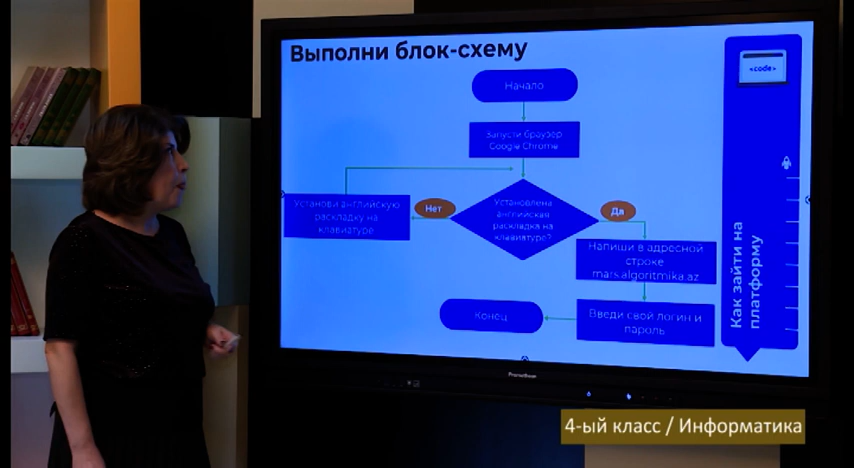 Выполни блок-схему
<code>
Начало
Запусти браузер
Google Chrome
Установи английскую
раскладку на
клавиатуре
Нет
Установлена
английская
раскладка на
клавиатуре?
Да
Напиши в адресной
строке
mars.algoritmika.az
Введи свой логин и
пароль
Конец
Как зайти на
платформу
Promethean
4-ый класс / Информатика